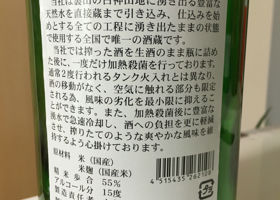 当社は裏山の白神山地に湧き出る豊富な
天然水を直接蔵まで引き込み、仕込みを始
めとする全ての工程に湧き出たままの状態
で使用する全国で唯一の酒蔵です。
当社では搾った酒を生酒のまま瓶に詰め
た後、一度だけ加熱殺菌を行っております。
通常2度行われるタンク火入れとは異なり、
酒の移動がなく、空気に触れる部分も限定
される為、風味の劣化を最小限に抑えるこ
とができます。また、加熱殺菌後に豊富な
湧水で急速冷却し、酒への負担を更に軽減
させ、搾りたてのような爽やかな風味を維
持するよう心掛けております。
原材料 米(国産)
米麹(国産米)
精米歩合 55%
アルコール分 15度
製造責任者
4 515435 262108